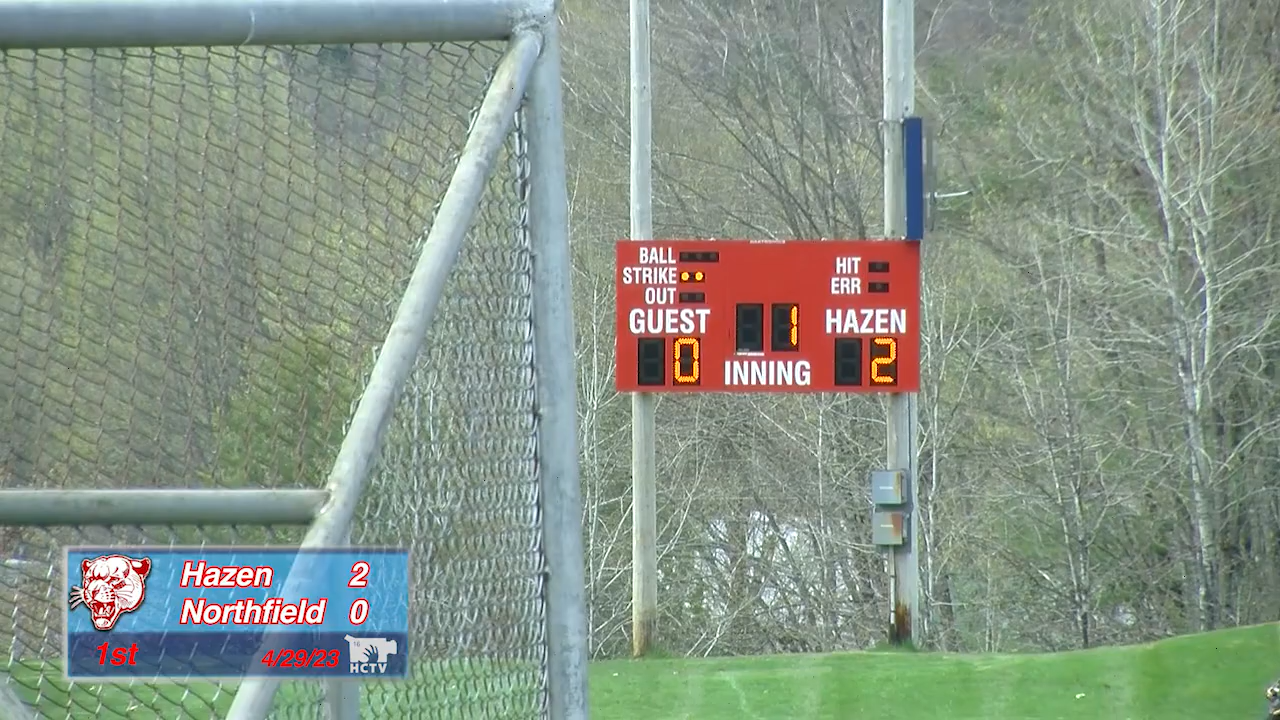 BALL
STRIKE
OUT
HIT
ERR
GUEST 1 HAZEN
0 INNING 2
Hazen 2
Northfield 0
1st 4/29/23
16
HCTV